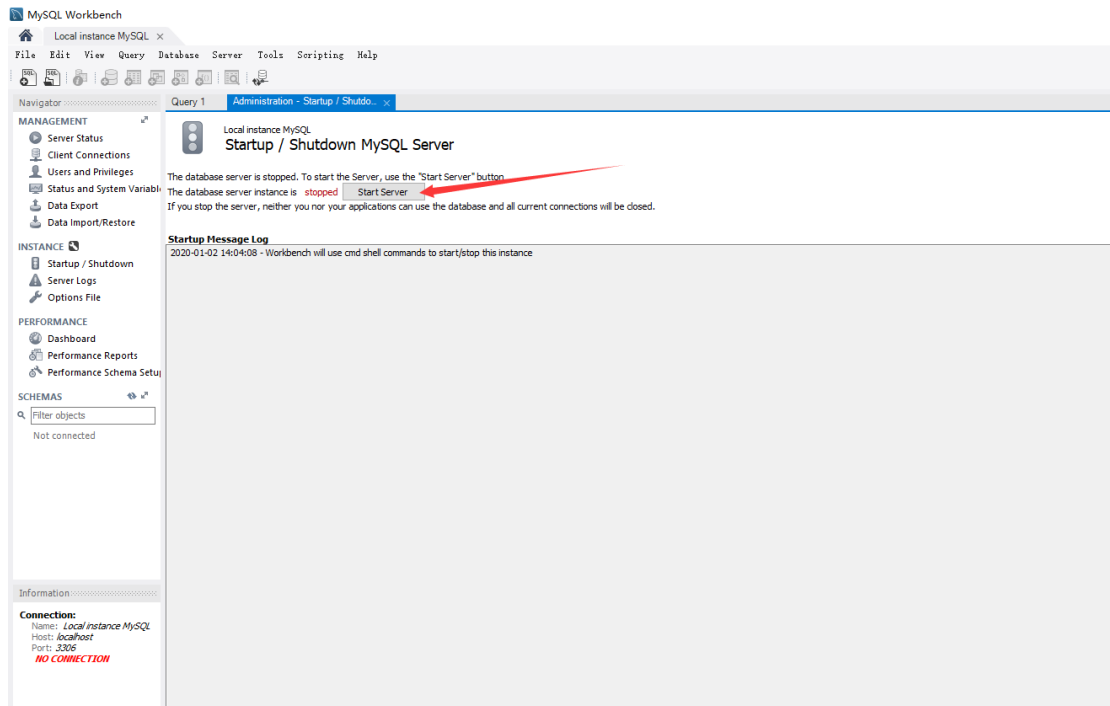 MySQL Workbench
Local instance MySQL ×
File Edit View Query Database Server Tools Scripting Help
Navigator
Query 1
Administration - Startup / Shutdo... ×
MANAGEMENT
Server Status
Client Connections
Users and Privileges
Status and System Variabl
Data Export
Data Import/Restore
INSTANCE
Startup / Shutdown
Server Logs
Options File
PERFORMANCE
Dashboard
Performance Reports
Performance Schema Setu
SCHEMAS
Filter objects
Not connected
Information
Connection:
Name: Local instance MySQL
Host: localhost
Port: 3306
NO CONNECTION
Local instance MySQL
Startup / Shutdown MySQL Server
The database server is stopped. To start the Server, use the "Start Server" button
The database server instance is stopped Start Server
If you stop the server, neither you nor your applications can use the database and all current connections will be closed.
Startup Message Log
2020-01-02 14:04:08 - Workbench will use cmd shell commands to start/stop this instance